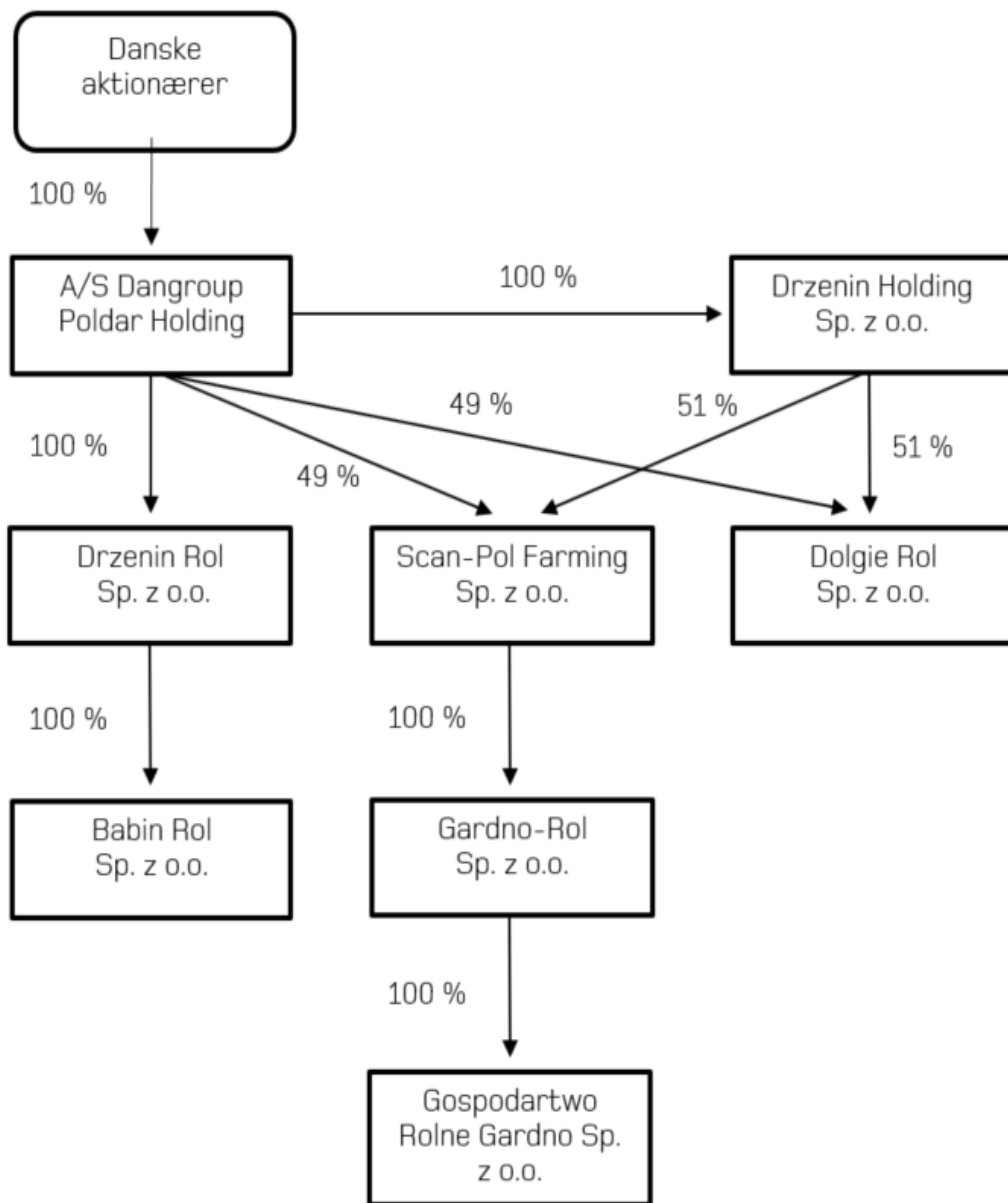 Danske
aktionærer
100 %
A/S Dangroup
Poldar Holding
100 %
Drzenin Holding
Sp. z o.o.
100 %
49 %
49 %
51 %
51 %
Drzenin Rol
Sp. z o.o.
Scan-Pol Farming
Sp. z o.o.
Dolgie Rol
Sp. z o.o.
100 %
100 %
Babin Rol
Sp. z o.o.
Gardno-Rol
Sp. z o.o.
100 %
Gospodartwo
Rolne Gardno Sp.
z o.o.